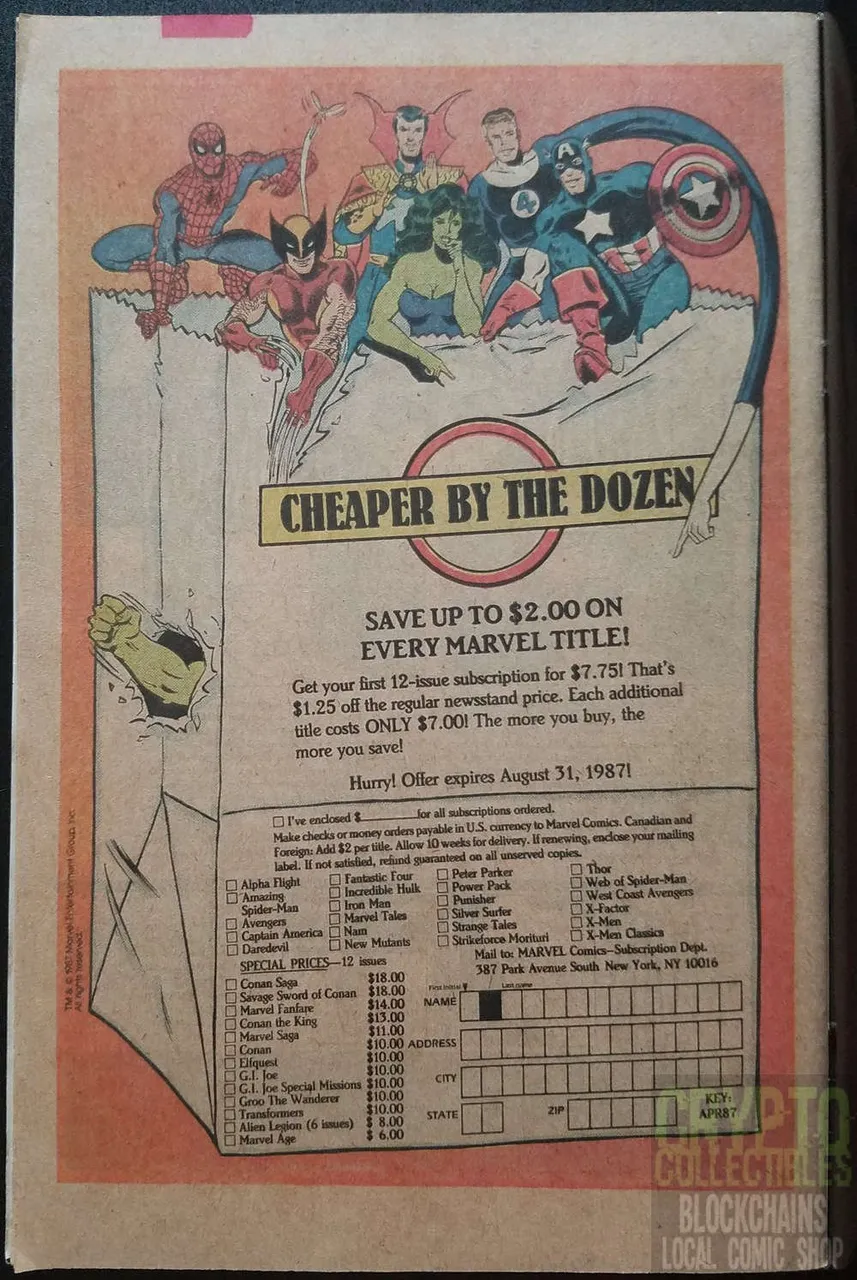 4
A
CHEAPER BY THE DOZEN
SAVE UP TO $2.00 ON
EVERY MARVEL TITLE!
Get your first 12-issue subscription for $7.75! That's
$1.25 off the regular newsstand price. Each additional
title costs ONLY $7.00! The more you buy, the
more you save!
Hurry! Offer expires August 31, 1987!
I've enclosed $ for all subscriptions ordered.
Make checks or money orders payable in U.S. currency to Marvel Comics. Canadian and
Foreign: Add $2 per title. Allow 10 weeks for delivery. If renewing, enclose your mailing
label. If not satisfied, refund guaranteed on all unserved copies.
Alpha Flight
Amazing
Spider-Man
Avengers
Captain America
Daredevil
Fantastic Four
Incredible Hulk
Iron Man
Marvel Tales
Nam
New Mutants
Peter Parker
Power Pack
Punisher
Silver Surfer
Strange Tales
Strikeforce Morituri
Thor
Web of Spider-Man
West Coast Avengers
X-Factor
X-Men
X-Men Classics
SPECIAL PRICES—12 issues
Conan Saga $18.00
Savage Sword of Conan $18.00
Marvel Fanfare $14.00
Conan the King $13.00
Marvel Saga $11.00
Conan $10.00
Elfquest $10.00
G.I. Joe $10.00
G.I. Joe Special Missions $10.00
Groo The Wanderer $10.00
Transformers $10.00
Alien Legion (6 issues) $ 8.00
Marvel Age $ 6.00
Mail to: MARVEL Comics—Subscription Dept.
387 Park Avenue South New York, NY 10016
First Initial Last name
NAME
ADDRESS
CITY
STATE ZIP
KEY:
APR87
TM & © 1987 Marvel Entertainment Group, Inc.
All rights reserved.
CRYPTO
COLLECTIBLES
BLOCKCHAINS
LOCAL COMIC SHOP